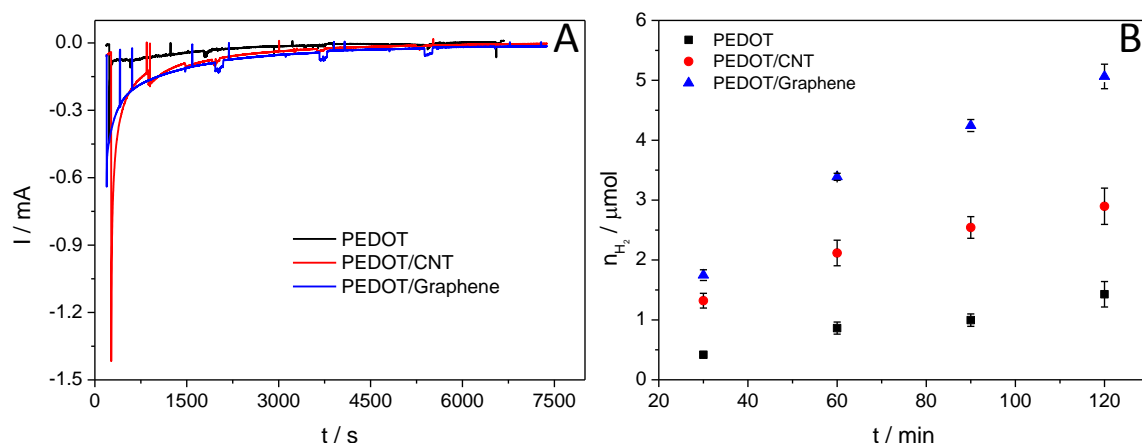 A
0.0
-0.3
-0.6
-0.9
-1.2
-1.5
I / mA
PEDOT
PEDOT/CNT
PEDOT/Graphene
0 1500 3000 4500 6000 7500
t / s
B
6
5
4
3
2
1
0
n_{H_2} / μmol
PEDOT
PEDOT/CNT
PEDOT/Graphene
20 40 60 80 100 120
t / min